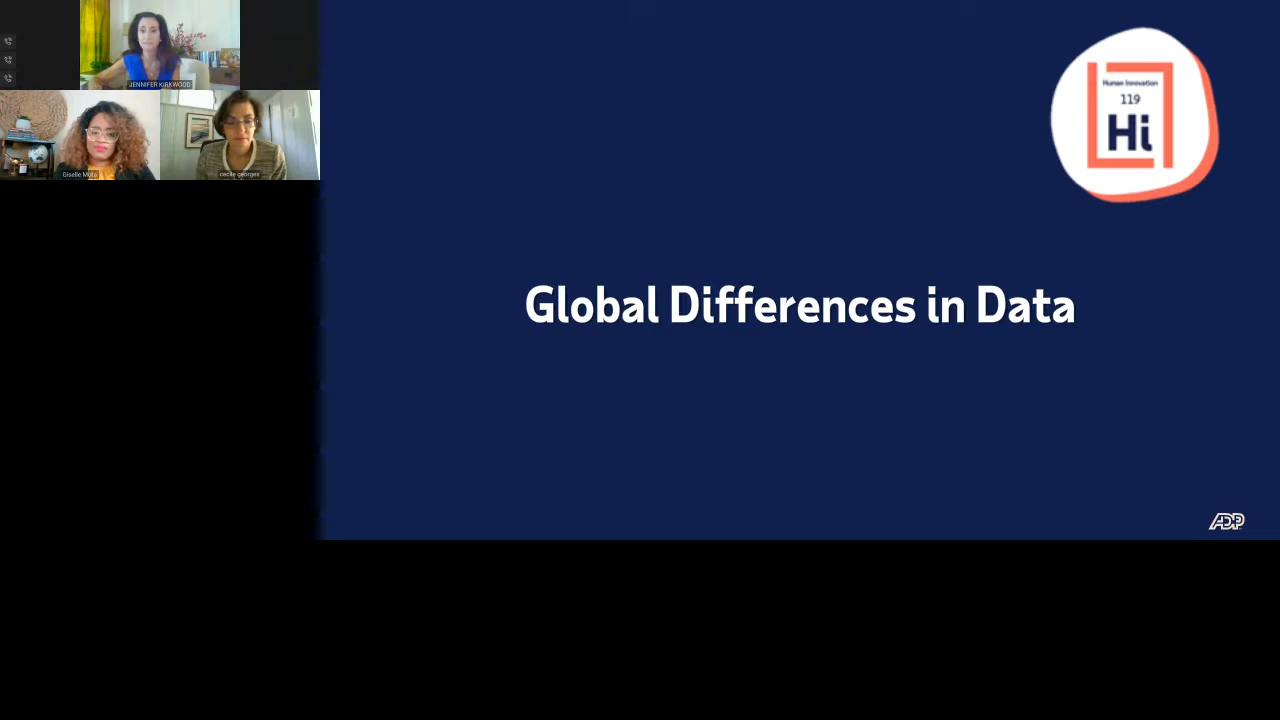 JENNIFER KIRKWOOD
Giselle Mota
cecile georges
Human Innovation
119
Hi
Global Differences in Data
ADP